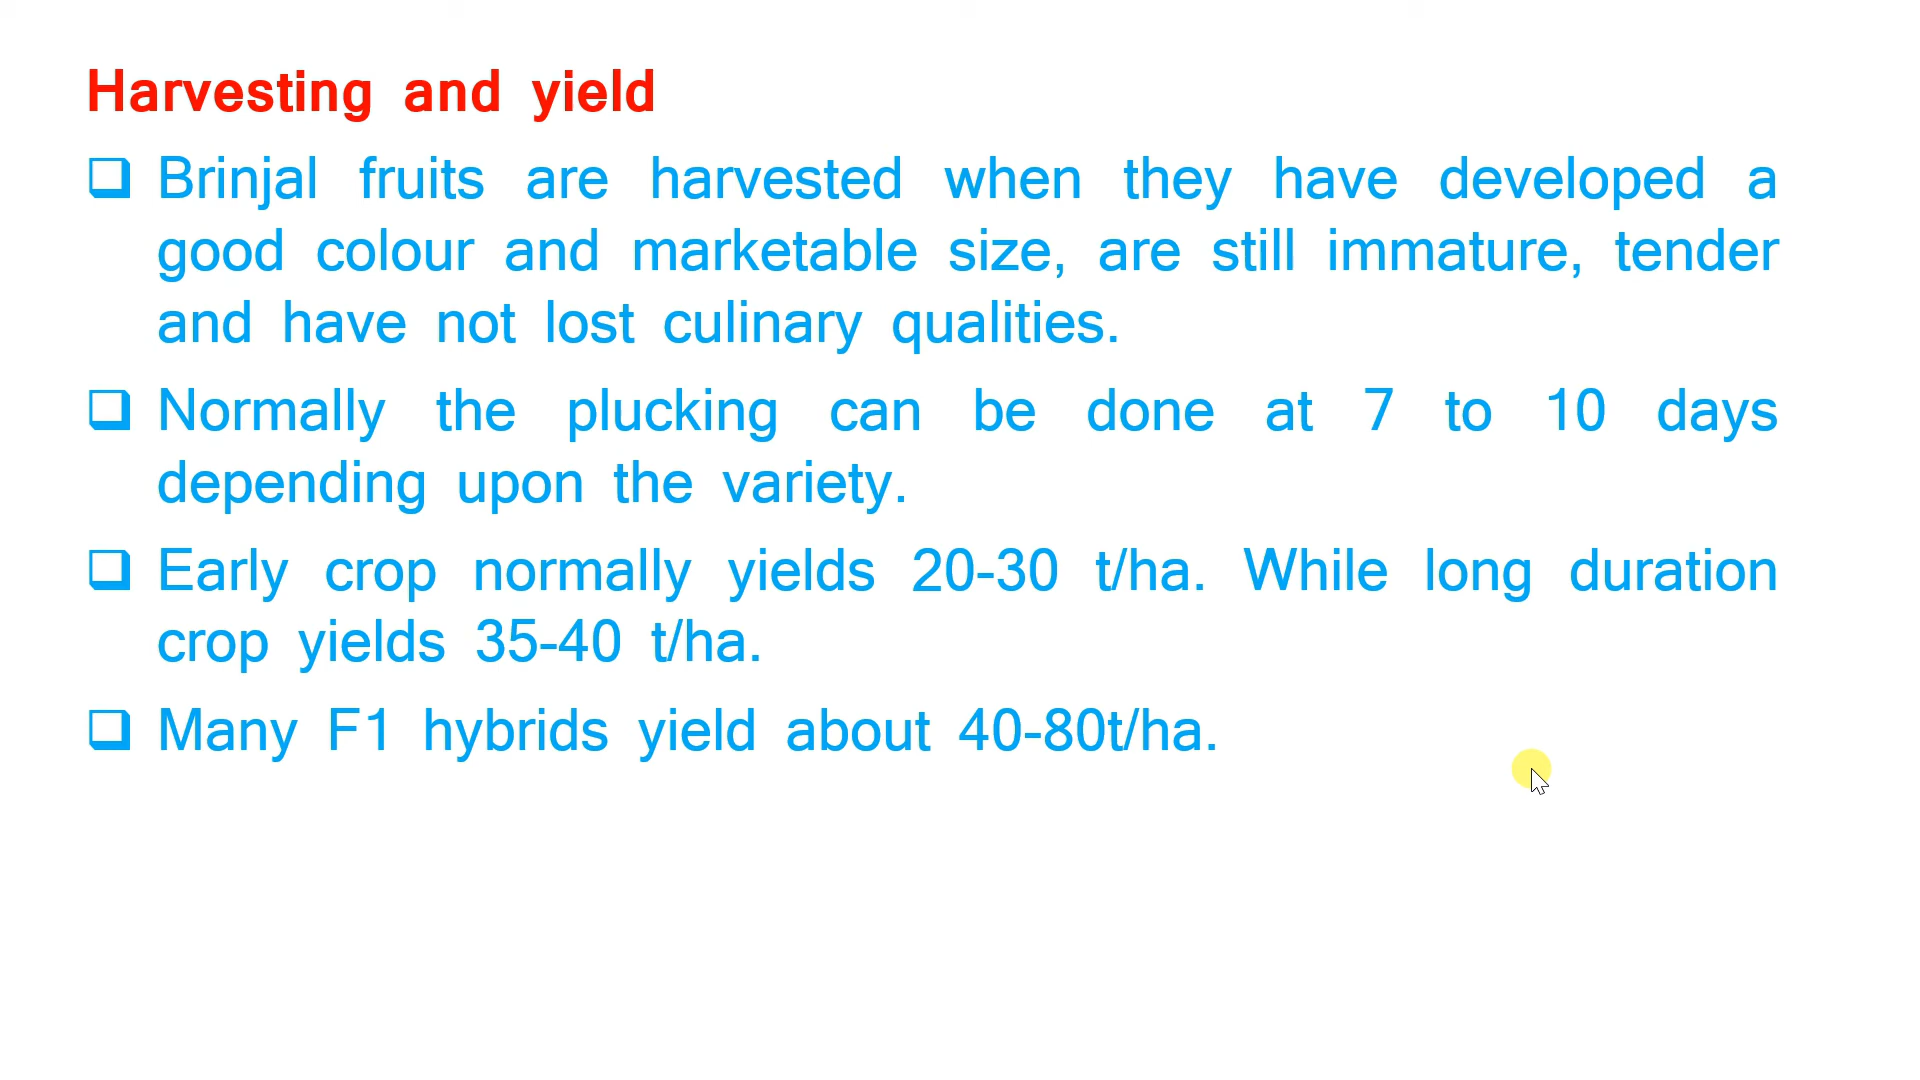 Harvesting and yield
❑ Brinjal fruits are harvested when they have developed a
good colour and marketable size, are still immature, tender
and have not lost culinary qualities.
❑ Normally the plucking can be done at 7 to 10 days
depending upon the variety.
❑ Early crop normally yields 20-30 t/ha. While long duration
crop yields 35-40 t/ha.
❑ Many F1 hybrids yield about 40-80t/ha.